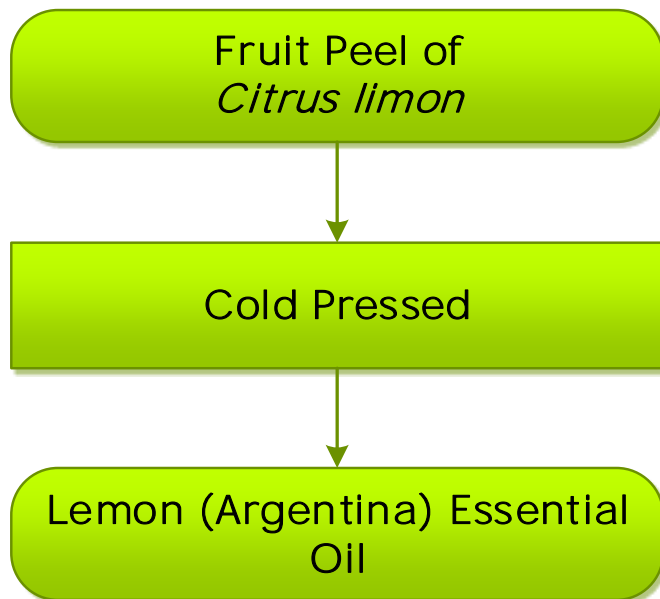 Fruit Peel of
Citrus limon
Cold Pressed
Lemon (Argentina) Essential
Oil